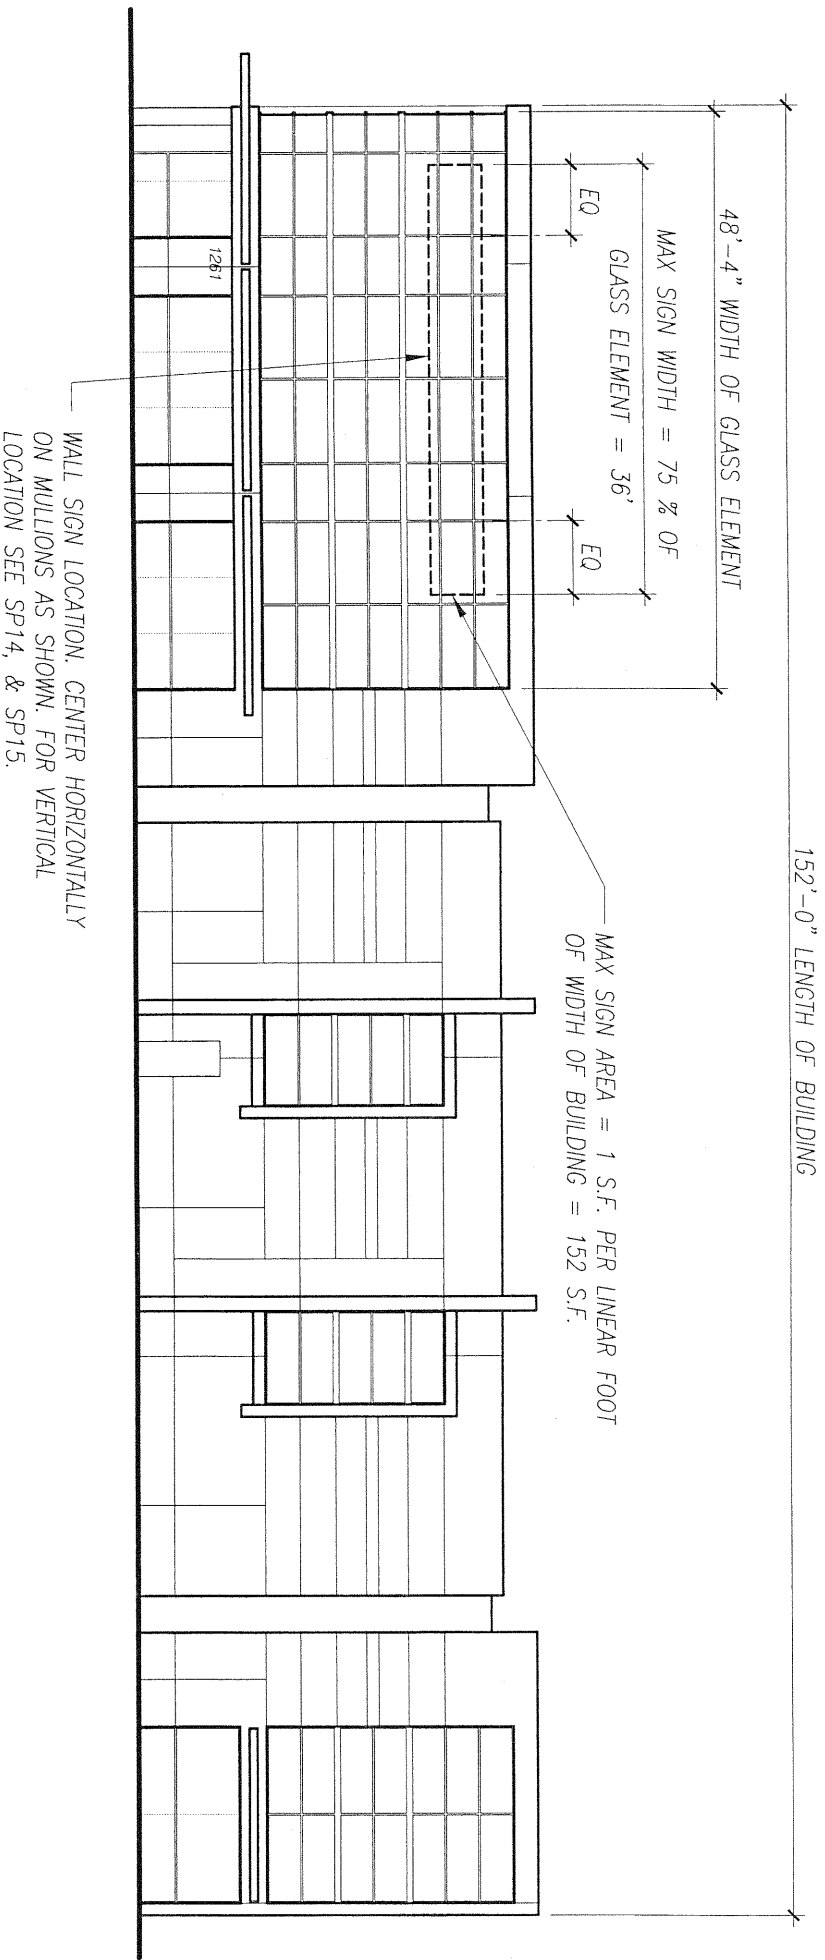 152'-0" LENGTH OF BUILDING
48'-4" WIDTH OF GLASS ELEMENT
MAX SIGN WIDTH = 75 % OF
GLASS ELEMENT = 36'
EQ
EQ
MAX SIGN AREA = 1 S.F. PER LINEAR FOOT
OF WIDTH OF BUILDING = 152 S.F.
1261
WALL SIGN LOCATION. CENTER HORIZONTALLY
ON MULLIONS AS SHOWN. FOR VERTICAL
LOCATION SEE SP14, & SP15.